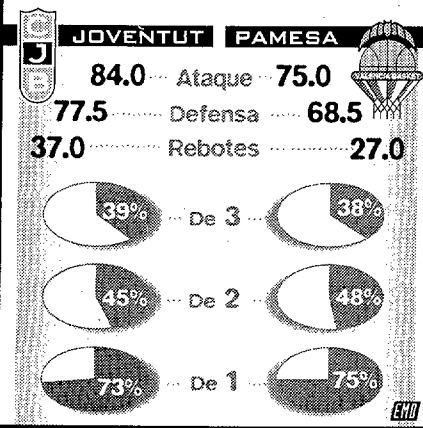 C
J
B
JOVENTUT PAMESA
84.0 Ataque 75.0
77.5 Defensa 68.5
37.0 Rebotes 27.0
39% De 3 38%
45% De 2 48%
73% De 1 75%
EMD